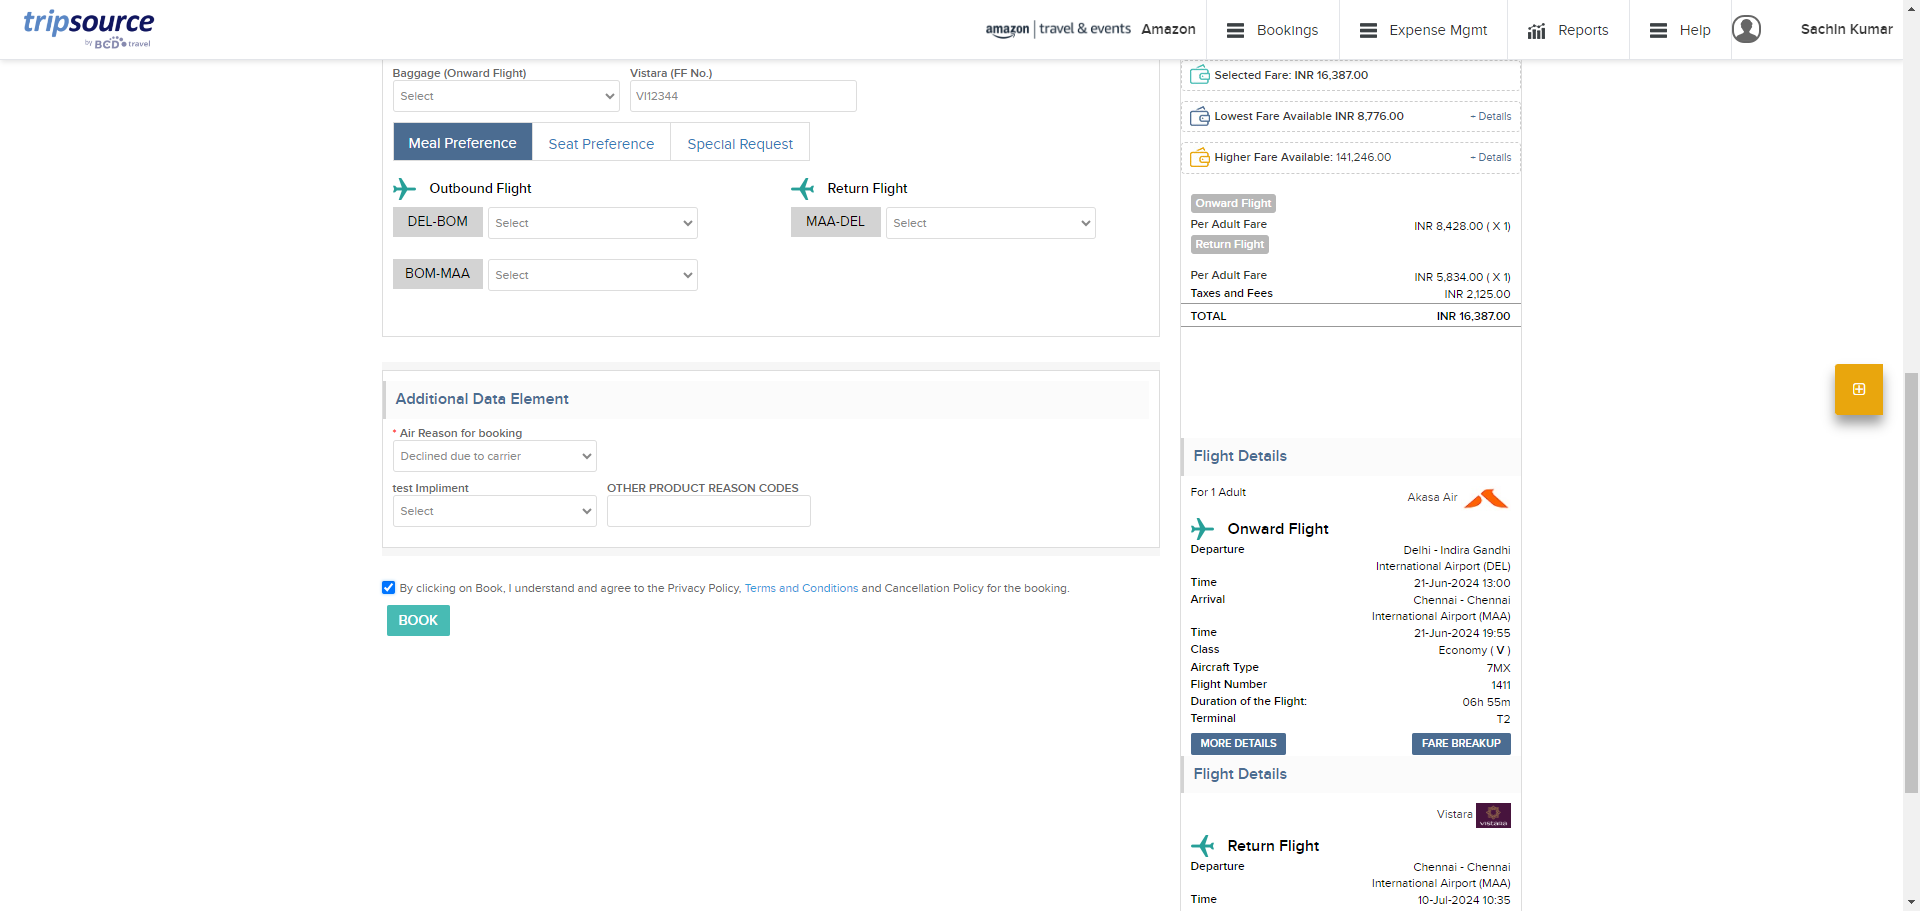 tripsource
by BCD travel
amazon | travel & events Amazon
Bookings
Expense Mgmt
Reports
Help
Sachin Kumar
Baggage (Onward Flight)
Vistara (FF No.)
Select
VI12344
Meal Preference
Seat Preference
Special Request
Outbound Flight
Return Flight
DEL-BOM
Select
MAA-DEL
Select
BOM-MAA
Select
Additional Data Element
* Air Reason for booking
Declined due to carrier
test Impliment
OTHER PRODUCT REASON CODES
Select
By clicking on Book, I understand and agree to the Privacy Policy, Terms and Conditions and Cancellation Policy for the booking.
BOOK
Selected Fare: INR 16,387.00
Lowest Fare Available INR 8,776.00
+ Details
Higher Fare Available: 141,246.00
+ Details
Onward Flight
Per Adult Fare
INR 8,428.00 ( X 1)
Return Flight
Per Adult Fare
INR 5,834.00 ( X 1)
Taxes and Fees
INR 2,125.00
TOTAL
INR 16,387.00
Flight Details
For 1 Adult
Akasa Air
Onward Flight
Departure
Delhi - Indira Gandhi
International Airport (DEL)
Time
21-Jun-2024 13:00
Arrival
Chennai - Chennai
International Airport (MAA)
Time
21-Jun-2024 19:55
Class
Economy ( V )
Aircraft Type
7MX
Flight Number
1411
Duration of the Flight:
06h 55m
Terminal
T2
MORE DETAILS
FARE BREAKUP
Flight Details
Vistara
vistara
Return Flight
Departure
Chennai - Chennai
International Airport (MAA)
Time
10-Jul-2024 10:35